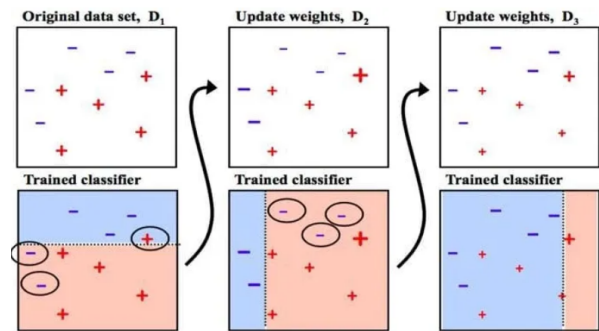 Original data set, D₁
Update weights, D₂
Update weights, D₃
Trained classifier
Trained classifier
Trained classifier